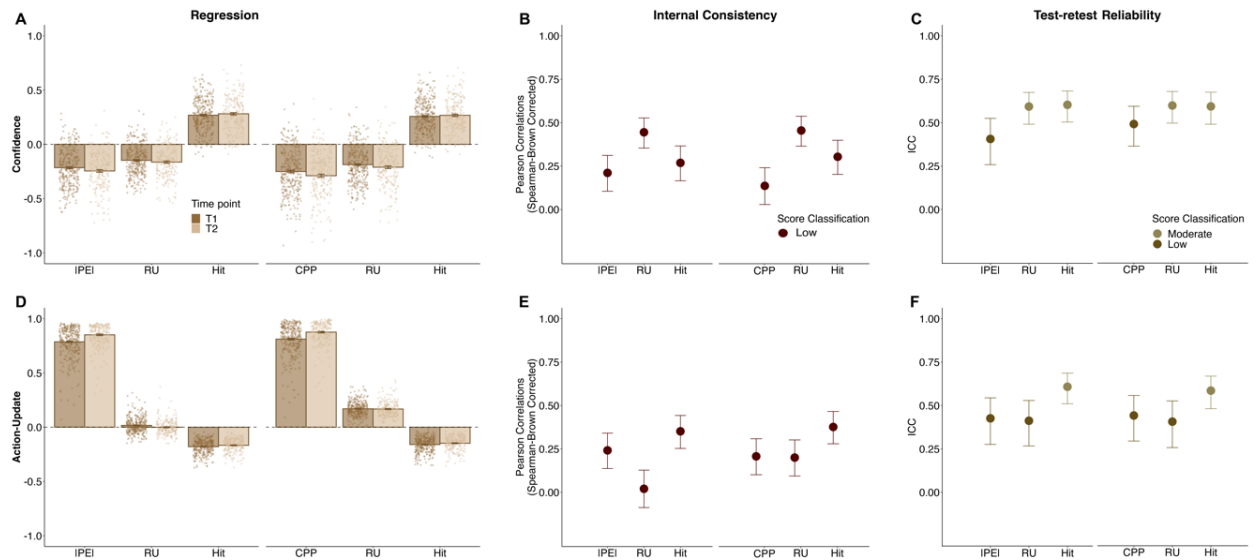 Regression
Internal Consistency
Test-retest Reliability
A
1.0
0.5
0.0
-0.5
-1.0
Confidence
Time point
T1
T2
|PE|
RU
Hit
CPP
RU
Hit
B
1.00
0.75
0.50
0.25
0.00
Pearson Correlations
(Spearman-Brown Corrected)
Score Classification
Low
|PE|
RU
Hit
CPP
RU
Hit
C
1.00
0.75
0.50
0.25
0.00
ICC
Score Classification
Moderate
Low
|PE|
RU
Hit
CPP
RU
Hit
D
1.0
0.5
0.0
-0.5
-1.0
Action-Update
|PE|
RU
Hit
CPP
RU
Hit
E
1.00
0.75
0.50
0.25
0.00
Pearson Correlations
(Spearman-Brown Corrected)
|PE|
RU
Hit
CPP
RU
Hit
F
1.00
0.75
0.50
0.25
0.00
ICC
|PE|
RU
Hit
CPP
RU
Hit